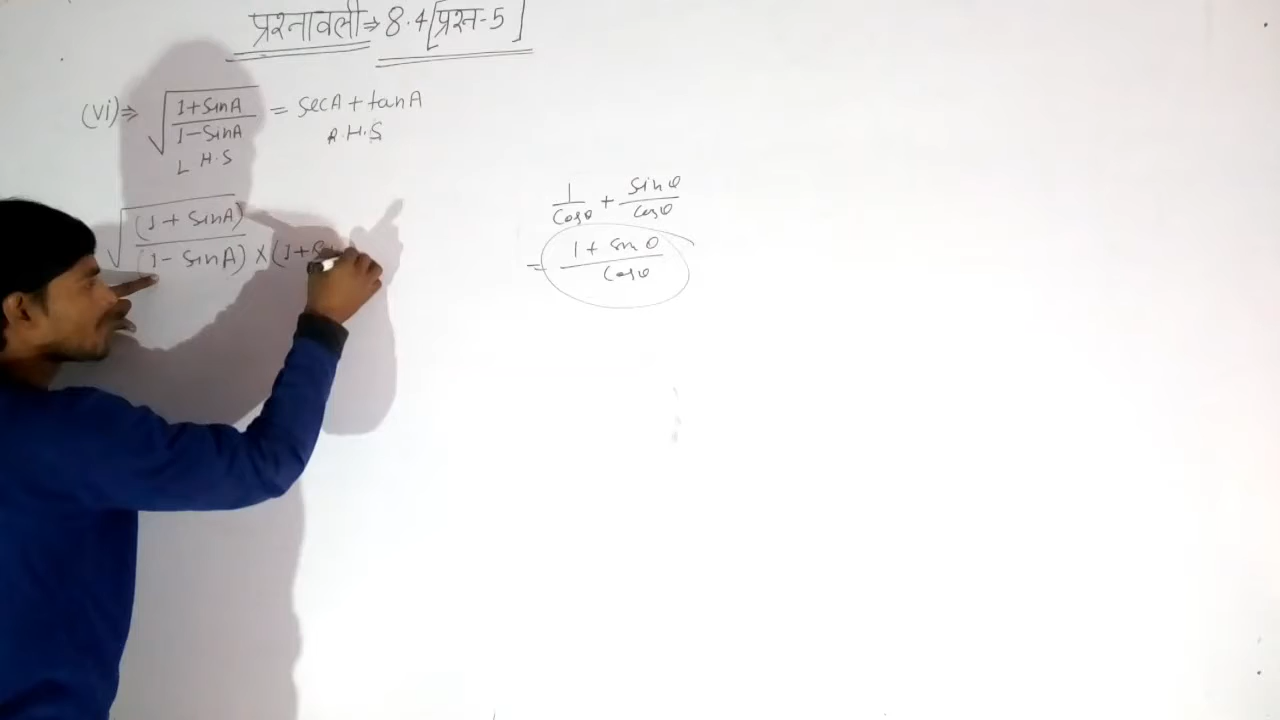 प्रश्नावली ⇒ 8.4 [प्रश्न-5]
(vi) ⇒ √((1+sinA)/(1-sinA)) = secA + tanA
L H.S R.H.S
√((1 + sinA)/(1 - sinA)) × (1+
1/cosθ + sinθ/cosθ
= (1 + sinθ)/cosθ